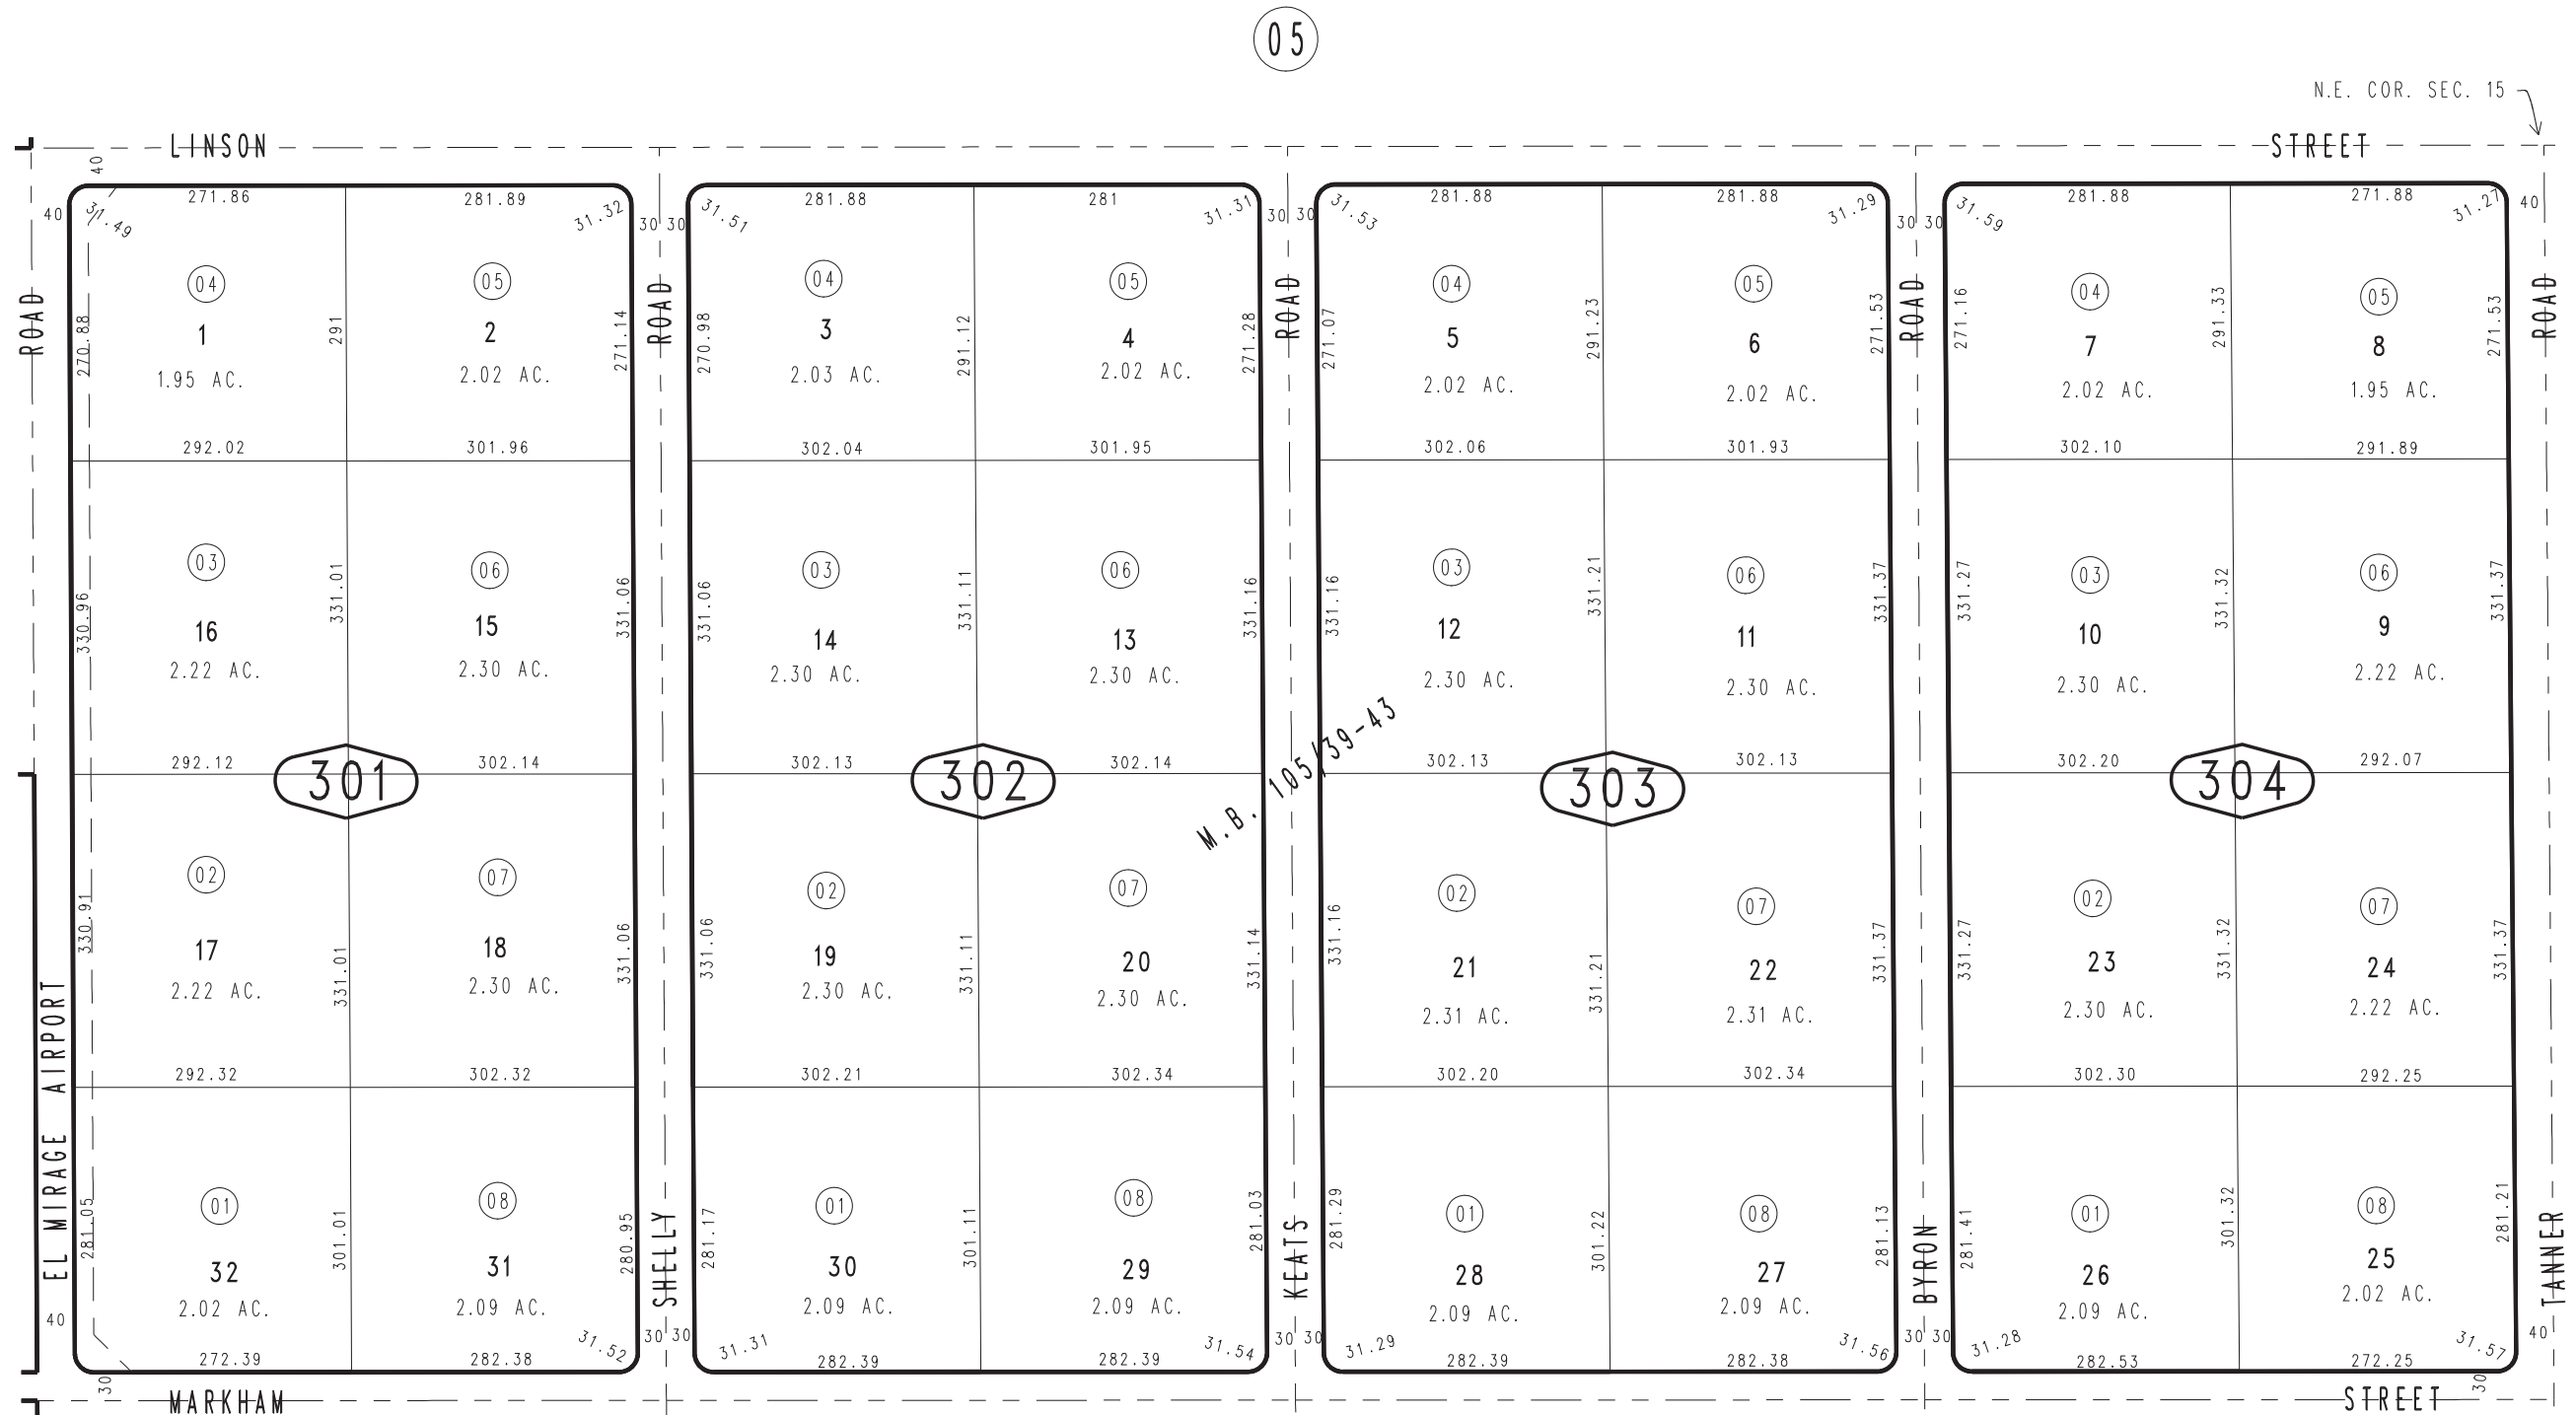 05
N.E. COR. SEC. 15
LINSON STREET
40
271.86 281.89 281.88 281 281.88 281.88 281.88 271.88
40 31.49 31.32 30 30 31.51 31.31 30 30 31.53 31.29 30 30 31.59 31.27 40
04 05 04 05 04 05 04 05
ROAD 270.88 291 271.14 ROAD 270.98 291.12 271.28 ROAD 271.07 291.23 271.53 ROAD 271.16 291.33 271.53 ROAD
1 2 3 4 5 6 7 8
1.95 AC. 2.02 AC. 2.03 AC. 2.02 AC. 2.02 AC. 2.02 AC. 2.02 AC. 1.95 AC.
292.02 301.96 302.04 301.95 302.06 301.93 302.10 291.89
03 06 03 06 03 06 03 06
330.96 331.01 331.06 331.06 331.11 331.16 331.16 331.21 331.37 331.27 331.32 331.37
16 15 14 13 12 11 10 9
2.22 AC. 2.30 AC. 2.30 AC. 2.30 AC. 2.30 AC. 2.30 AC. 2.30 AC. 2.22 AC.
292.12 302.14 302.13 302.14 302.13 302.13 302.20 292.07
301 302 303 304
M.B. 105/39-43
02 07 02 07 02 07 02 07
330.91 331.01 331.06 331.06 331.11 331.14 331.16 331.21 331.37 331.27 331.32 331.37
17 18 19 20 21 22 23 24
2.22 AC. 2.30 AC. 2.30 AC. 2.30 AC. 2.31 AC. 2.31 AC. 2.30 AC. 2.22 AC.
292.32 302.32 302.21 302.34 302.20 302.34 302.30 292.25
EL MIRAGE AIRPORT
01 08 01 08 01 08 01 08
281.05 301.01 280.95 SHELLY 281.17 301.11 281.03 KEATS 281.29 301.22 281.13 BYRON 281.41 301.32 281.21 TANNER
32 31 30 29 28 27 26 25
2.02 AC. 2.09 AC. 2.09 AC. 2.09 AC. 2.09 AC. 2.09 AC. 2.09 AC. 2.02 AC.
40 31.52 30 30 31.31 31.54 30 30 31.29 31.56 30 30 31.28 31.57 40
272.39 282.38 282.39 282.39 282.39 282.38 282.53 272.25
30 30
MARKHAM STREET